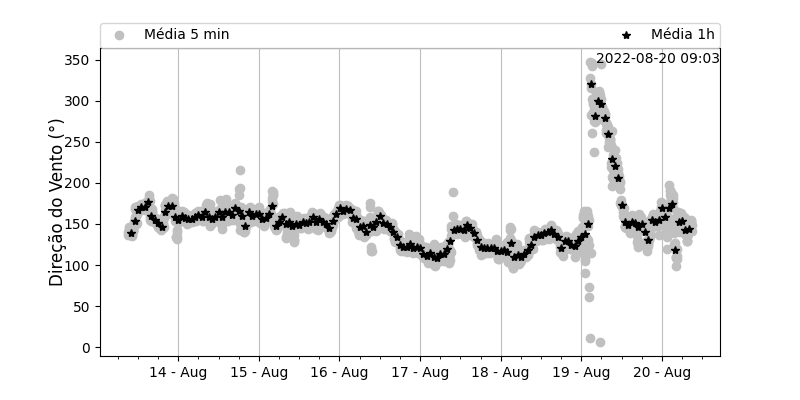 Média 5 min
Média 1h
2022-08-20 09:03
Direção do Vento (°)
350
300
250
200
150
100
50
0
14 - Aug
15 - Aug
16 - Aug
17 - Aug
18 - Aug
19 - Aug
20 - Aug